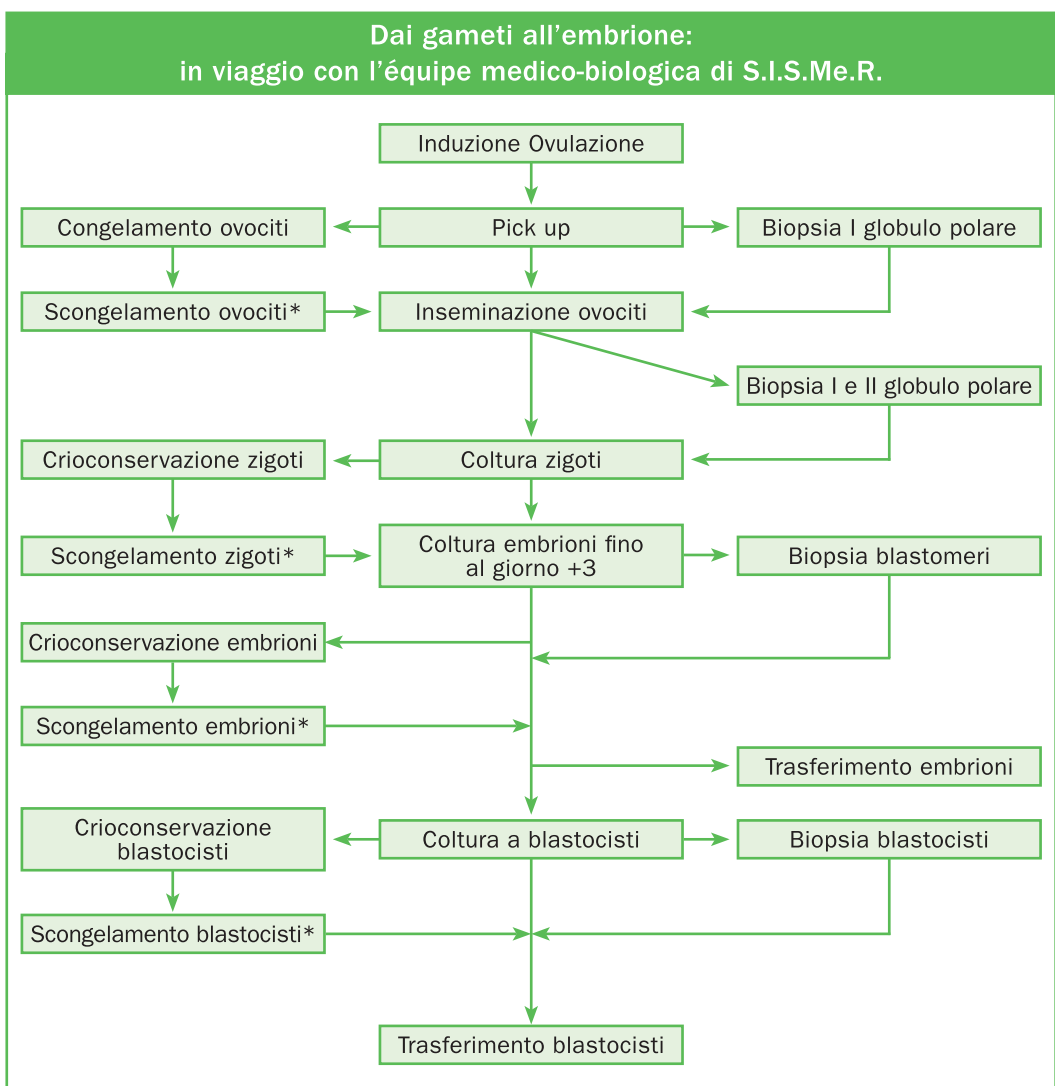 Dai gameti all’embrione:
in viaggio con l’équipe medico-biologica di S.I.S.Me.R.
Induzione Ovulazione
Congelamento ovociti
Pick up
Biopsia I globulo polare
Scongelamento ovociti*
Inseminazione ovociti
Biopsia I e II globulo polare
Crioconservazione zigoti
Coltura zigoti
Scongelamento zigoti*
Coltura embrioni fino
al giorno +3
Biopsia blastomeri
Crioconservazione embrioni
Scongelamento embrioni*
Trasferimento embrioni
Crioconservazione
blastocisti
Coltura a blastocisti
Biopsia blastocisti
Scongelamento blastocisti*
Trasferimento blastocisti